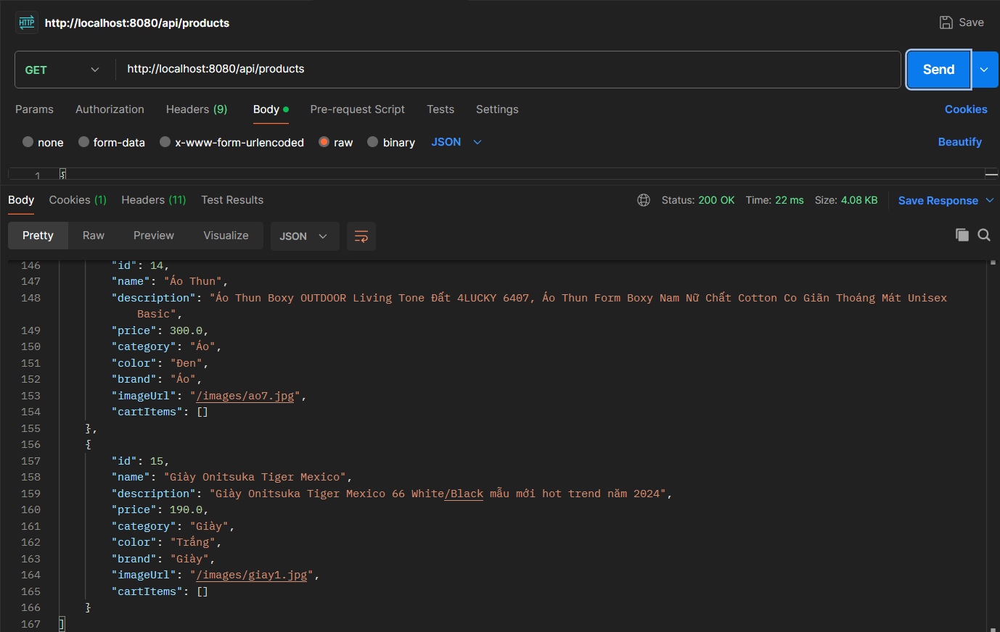 HTTP http://localhost:8080/api/products Save
GET http://localhost:8080/api/products Send
Params Authorization Headers (9) Body Pre-request Script Tests Settings Cookies
none form-data x-www-form-urlencoded raw binary JSON Beautify
1 {
Body Cookies (1) Headers (11) Test Results Status: 200 OK Time: 22 ms Size: 4.08 KB Save Response
Pretty Raw Preview Visualize JSON
146 "id": 14,
147 "name": "Áo Thun",
148 "description": "Áo Thun Boxy OUTDOOR Living Tone Đất 4LUCKY 6407, Áo Thun Form Boxy Nam Nữ Chất Cotton Co Giãn Thoáng Mát Unisex
Basic",
149 "price": 300.0,
150 "category": "Áo",
151 "color": "Đen",
152 "brand": "Áo",
153 "imageUrl": "/images/ao7.jpg",
154 "cartItems": []
155 },
156 {
157 "id": 15,
158 "name": "Giày Onitsuka Tiger Mexico",
159 "description": "Giày Onitsuka Tiger Mexico 66 White/Black mẫu mới hot trend năm 2024",
160 "price": 190.0,
161 "category": "Giày",
162 "color": "Trắng",
163 "brand": "Giày",
164 "imageUrl": "/images/giay1.jpg",
165 "cartItems": []
166 }
167 ]